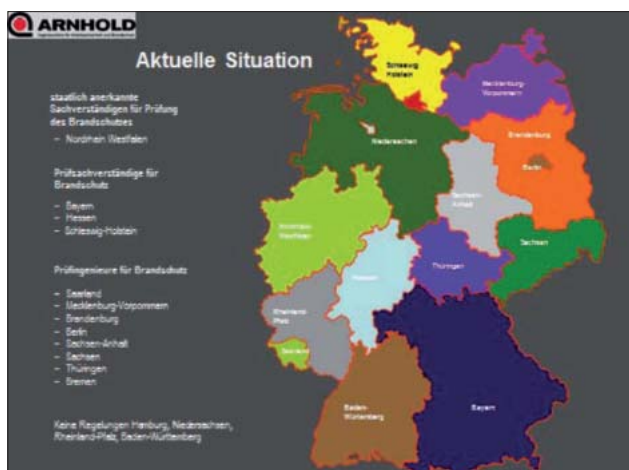 ARNHOLD
Aktuelle Situation
staatlich anerkannte
Sachverständigen für Prüfung
des Brandschutzes
– Nordrhein Westfalen
Prüfsachverständige für
Brandschutz
– Bayern
– Hessen
– Schleswig-Holstein
Prüfingenieure für Brandschutz
– Saarland
– Mecklenburg-Vorpommern
– Brandenburg
– Berlin
– Sachsen-Anhalt
– Sachsen
– Thüringen
– Bremen
Keine Regelungen Hamburg, Niedersachsen,
Rheinland-Pfalz, Baden-Württemberg
Schleswig
Holstein
Mecklenburg-
Vorpommern
Niedersachsen
Brandenburg
Berlin
Sachsen-
Anhalt
Nordrhein-
Westfalen
Sachsen
Thüringen
Hessen
Rheinland-
Pfalz
Saarland
Baden-
Würtemberg
Bayern